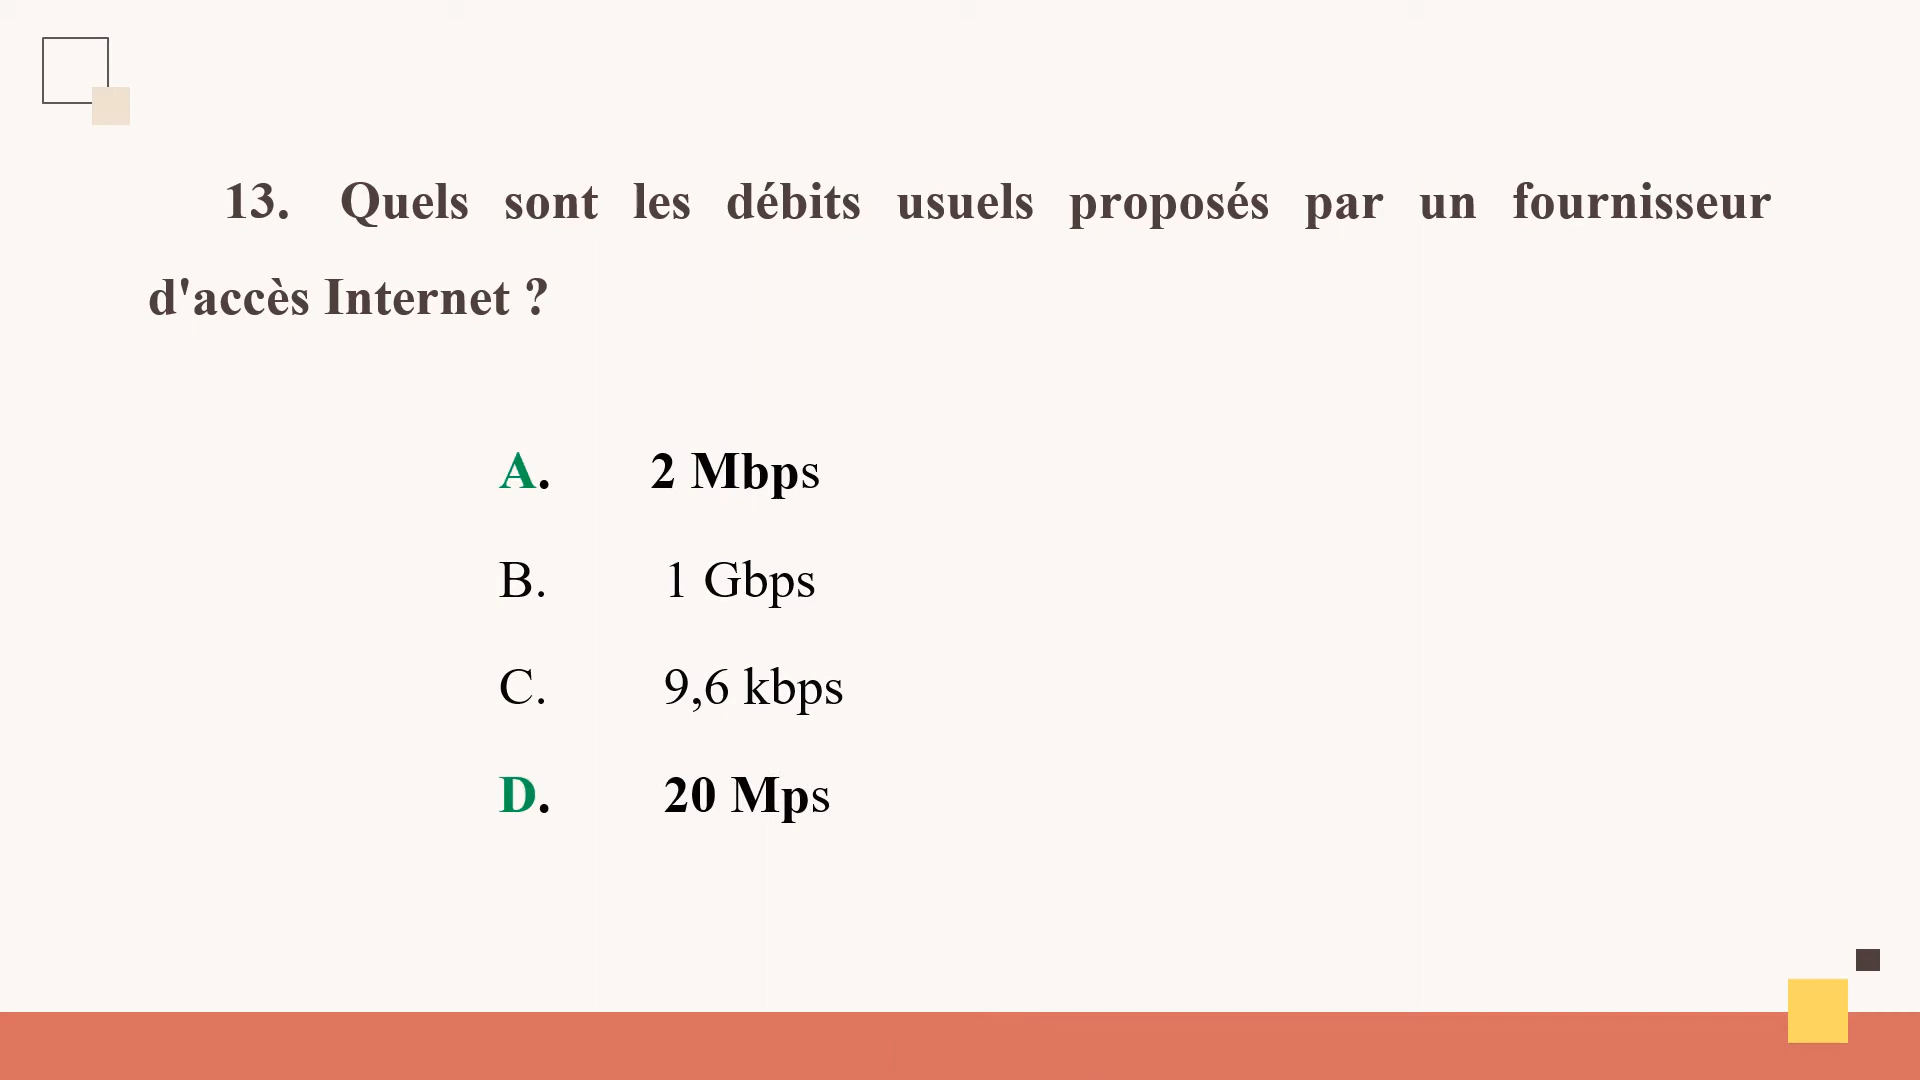 13. Quels sont les débits usuels proposés par un fournisseur
d'accès Internet ?
A. 2 Mbps
B. 1 Gbps
C. 9,6 kbps
D. 20 Mps